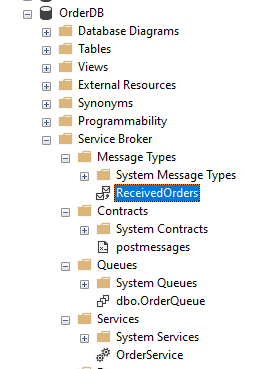 OrderDB
Database Diagrams
Tables
Views
External Resources
Synonyms
Programmability
Service Broker
Message Types
System Message Types
ReceivedOrders
Contracts
System Contracts
postmessages
Queues
System Queues
dbo.OrderQueue
Services
System Services
OrderService